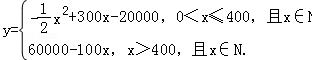 y={ -1/2x²+300x-20000, 0<x≤400, 且x∈N
60000-100x, x>400, 且x∈N.